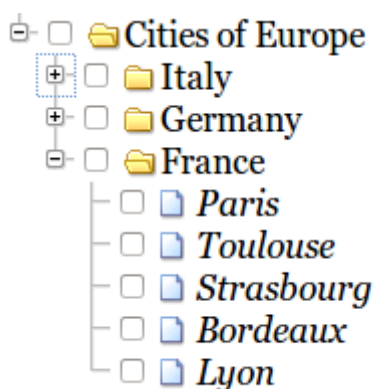 Cities of Europe
Italy
Germany
France
Paris
Toulouse
Strasbourg
Bordeaux
Lyon